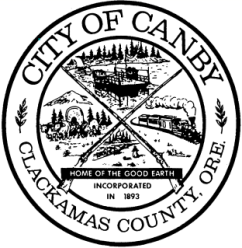 CITY OF CANBY
HOME OF THE GOOD EARTH
INCORPORATED
IN 1893
CLACKAMAS COUNTY, ORE.